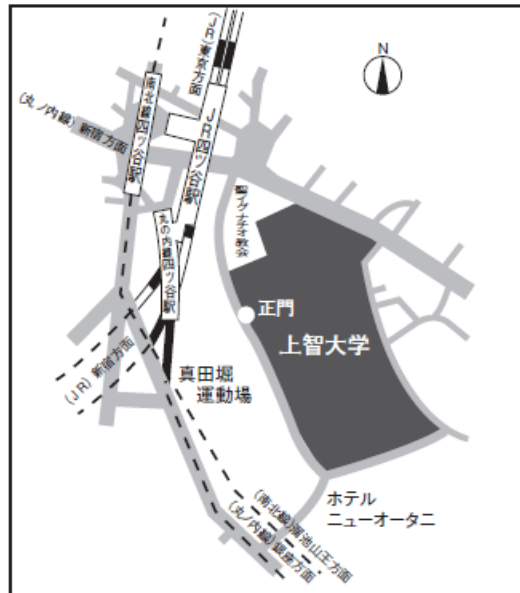 (JR)東京方面
N
南北線四ツ谷駅
JR四ツ谷駅
(丸ノ内線)新宿方面
聖イグナチオ教会
丸の内線四ツ谷駅
正門
上智大学
(JR)新宿方面
真田堀
運動場
ホテル
ニューオータニ
(南北線)溜池山王方面
(丸ノ内線)銀座方面